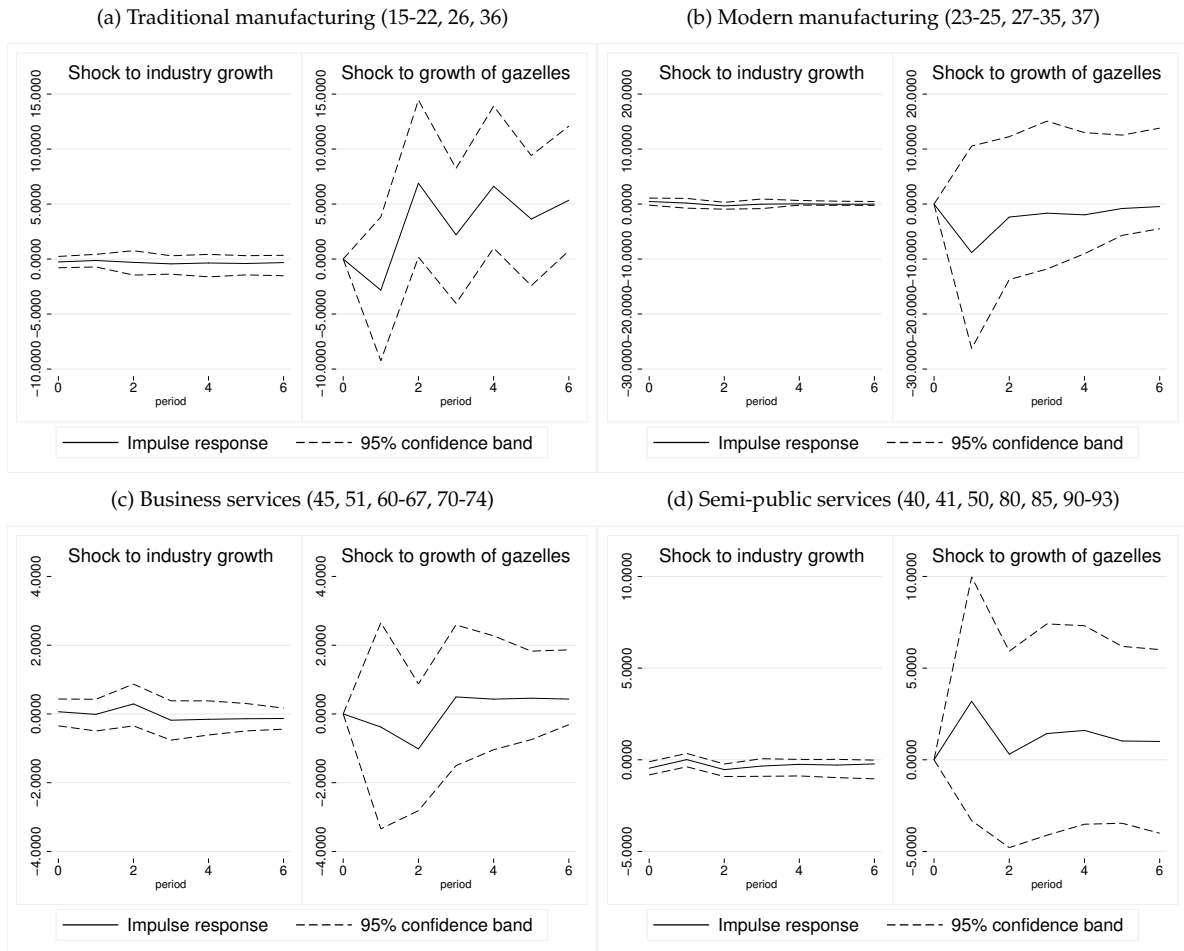 (a) Traditional manufacturing (15-22, 26, 36)
Shock to industry growth
Shock to growth of gazelles
15.0000
10.0000
5.0000
0.0000
−5.0000
−10.0000
0 2 4 6
period
15.0000
10.0000
5.0000
0.0000
−5.0000
−10.0000
0 2 4 6
period
Impulse response
95% confidence band
(b) Modern manufacturing (23-25, 27-35, 37)
Shock to industry growth
Shock to growth of gazelles
20.0000
10.0000
0.0000
−10.0000
−20.0000
−30.0000
0 2 4 6
period
20.0000
10.0000
0.0000
−10.0000
−20.0000
−30.0000
0 2 4 6
period
Impulse response
95% confidence band
(c) Business services (45, 51, 60-67, 70-74)
Shock to industry growth
Shock to growth of gazelles
4.0000
2.0000
0.0000
−2.0000
−4.0000
0 2 4 6
period
4.0000
2.0000
0.0000
−2.0000
−4.0000
0 2 4 6
period
Impulse response
95% confidence band
(d) Semi-public services (40, 41, 50, 80, 85, 90-93)
Shock to industry growth
Shock to growth of gazelles
10.0000
5.0000
0.0000
−5.0000
0 2 4 6
period
10.0000
5.0000
0.0000
−5.0000
0 2 4 6
period
Impulse response
95% confidence band